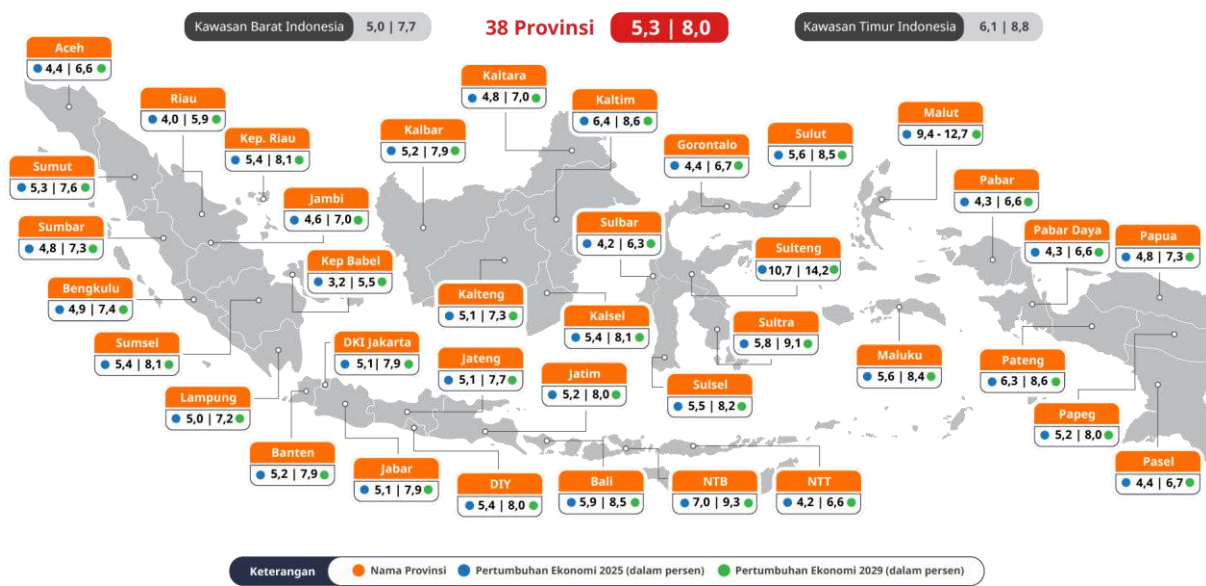 Kawasan Barat Indonesia 5,0 | 7,7
38 Provinsi 5,3 | 8,0
Kawasan Timur Indonesia 6,1 | 8,8
Aceh
4,4 | 6,6
Riau
4,0 | 5,9
Kep. Riau
5,4 | 8,1
Sumut
5,3 | 7,6
Jambi
4,6 | 7,0
Sumbar
4,8 | 7,3
Kep Babel
3,2 | 5,5
Bengkulu
4,9 | 7,4
Sumsel
5,4 | 8,1
Lampung
5,0 | 7,2
DKI Jakarta
5,1 | 7,9
Banten
5,2 | 7,9
Jabar
5,1 | 7,9
Jateng
5,1 | 7,7
DIY
5,4 | 8,0
Jatim
5,2 | 8,0
Kalbar
5,2 | 7,9
Kaltara
4,8 | 7,0
Kaltim
6,4 | 8,6
Kalteng
5,1 | 7,3
Kalsel
5,4 | 8,1
Gorontalo
4,4 | 6,7
Sulut
5,6 | 8,5
Sulbar
4,2 | 6,3
Sulteng
10,7 | 14,2
Sultra
5,8 | 9,1
Sulsel
5,5 | 8,2
Bali
5,9 | 8,5
NTB
7,0 | 9,3
NTT
4,2 | 6,6
Malut
9,4 - 12,7
Maluku
5,6 | 8,4
Pabar
4,3 | 6,6
Pabar Daya
4,3 | 6,6
Papua
4,8 | 7,3
Pateng
6,3 | 8,6
Papeg
5,2 | 8,0
Pasel
4,4 | 6,7
Keterangan Nama Provinsi Pertumbuhan Ekonomi 2025 (dalam persen) Pertumbuhan Ekonomi 2029 (dalam persen)